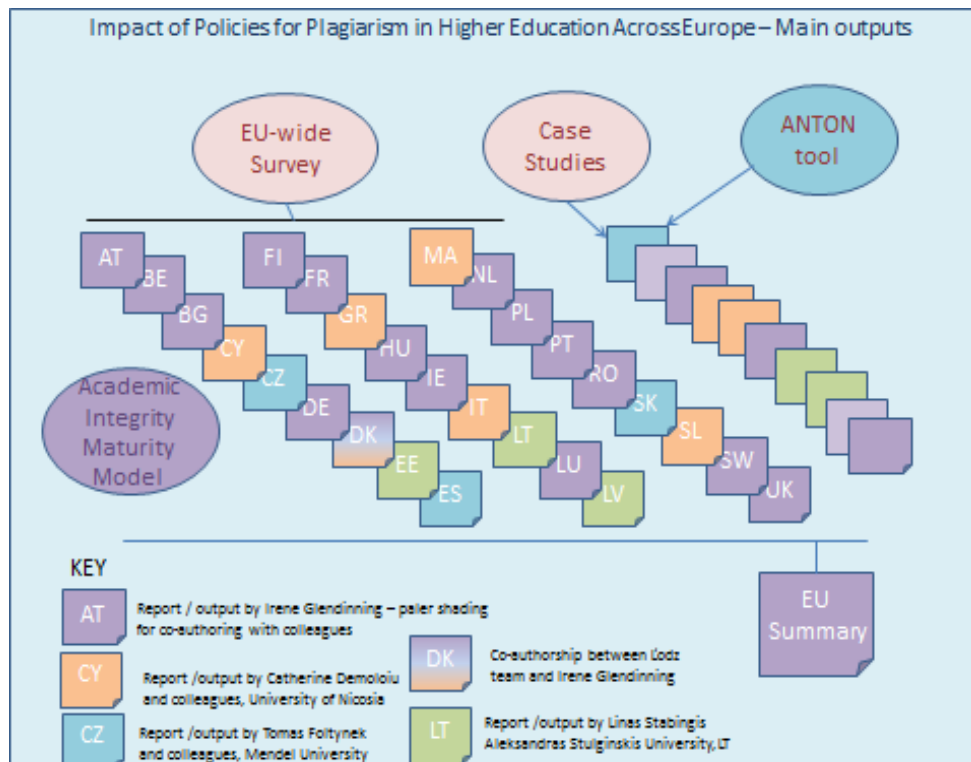 Impact of Policies for Plagiarism in Higher Education Across Europe – Main outputs
EU-wide
Survey
Case
Studies
ANTON
tool
AT
BE
BG
CY
CZ
DE
DK
EE
ES
FI
FR
GR
HU
IE
IT
LT
LU
LV
MA
NL
PL
PT
RO
SK
SL
SW
UK
Academic
Integrity
Maturity
Model
EU
Summary
KEY
AT
Report / output by Irene Glendinning – paler shading
for co-authoring with colleagues
CY
Report /output by Catherine Demoloiu
and colleagues, University of Nicosia
CZ
Report /output by Tomas Foltynek
and colleagues, Mendel University
DK
Co-authorship between Lodz
team and Irene Glendinning
LT
Report /output by Linas Stabingis
Aleksandras Stulginskis University, LT